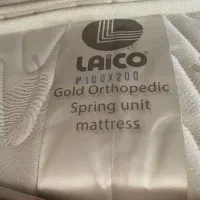 LAICO
160X200
Gold Orthopedic
Spring unit
mattress